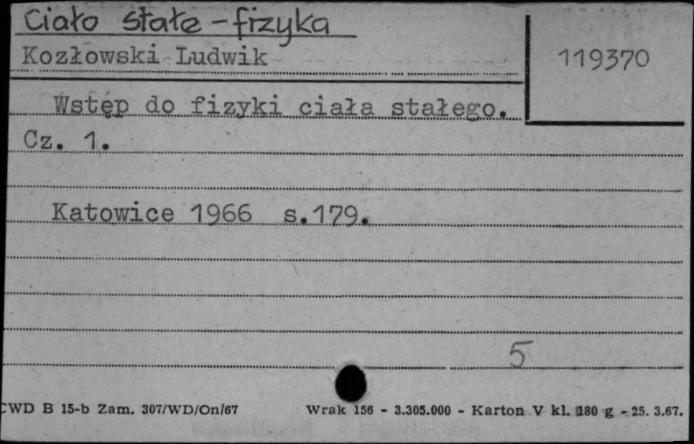 Ciało stałe - fizyka
Kozłowski Ludwik
119370
Wstęp do fizyki ciała stałego.
Cz. 1.
Katowice 1966 s.179.
5
CWD B 15-b Zam. 307/WD/On/67 Wrak 156 - 3.305.000 - Karton V kl. 180 g - 25. 3.67.